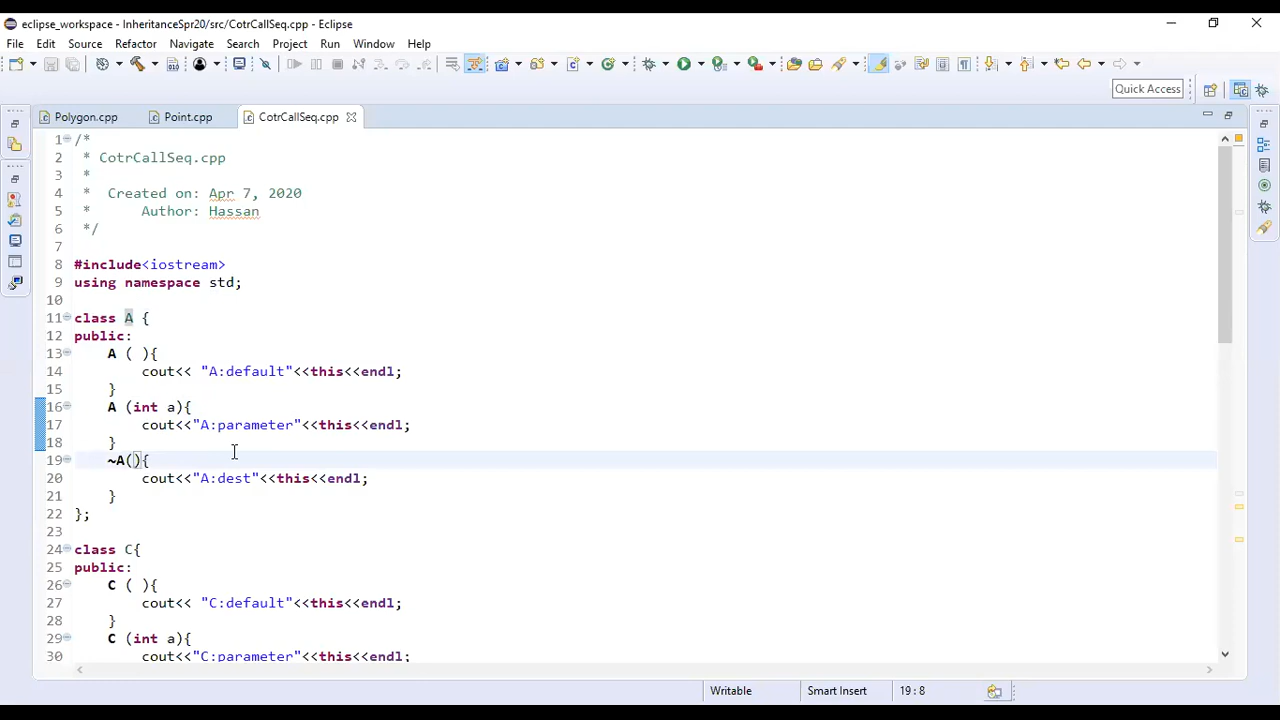 eclipse_workspace - InheritanceSpr20/src/CotrCallSeq.cpp - Eclipse
File Edit Source Refactor Navigate Search Project Run Window Help
Quick Access
Polygon.cpp Point.cpp CotrCallSeq.cpp
1 /*
2 * CotrCallSeq.cpp
3 *
4 * Created on: Apr 7, 2020
5 * Author: Hassan
6 */
7
8 #include<iostream>
9 using namespace std;
10
11 class A {
12 public:
13 A ( ){
14 cout<< "A:default"<<this<<endl;
15 }
16 A (int a){
17 cout<<"A:parameter"<<this<<endl;
18 }
19 ~A(){
20 cout<<"A:dest"<<this<<endl;
21 }
22 };
23
24 class C{
25 public:
26 C ( ){
27 cout<< "C:default"<<this<<endl;
28 }
29 C (int a){
30 cout<<"C:parameter"<<this<<endl;
Writable Smart Insert 19 : 8